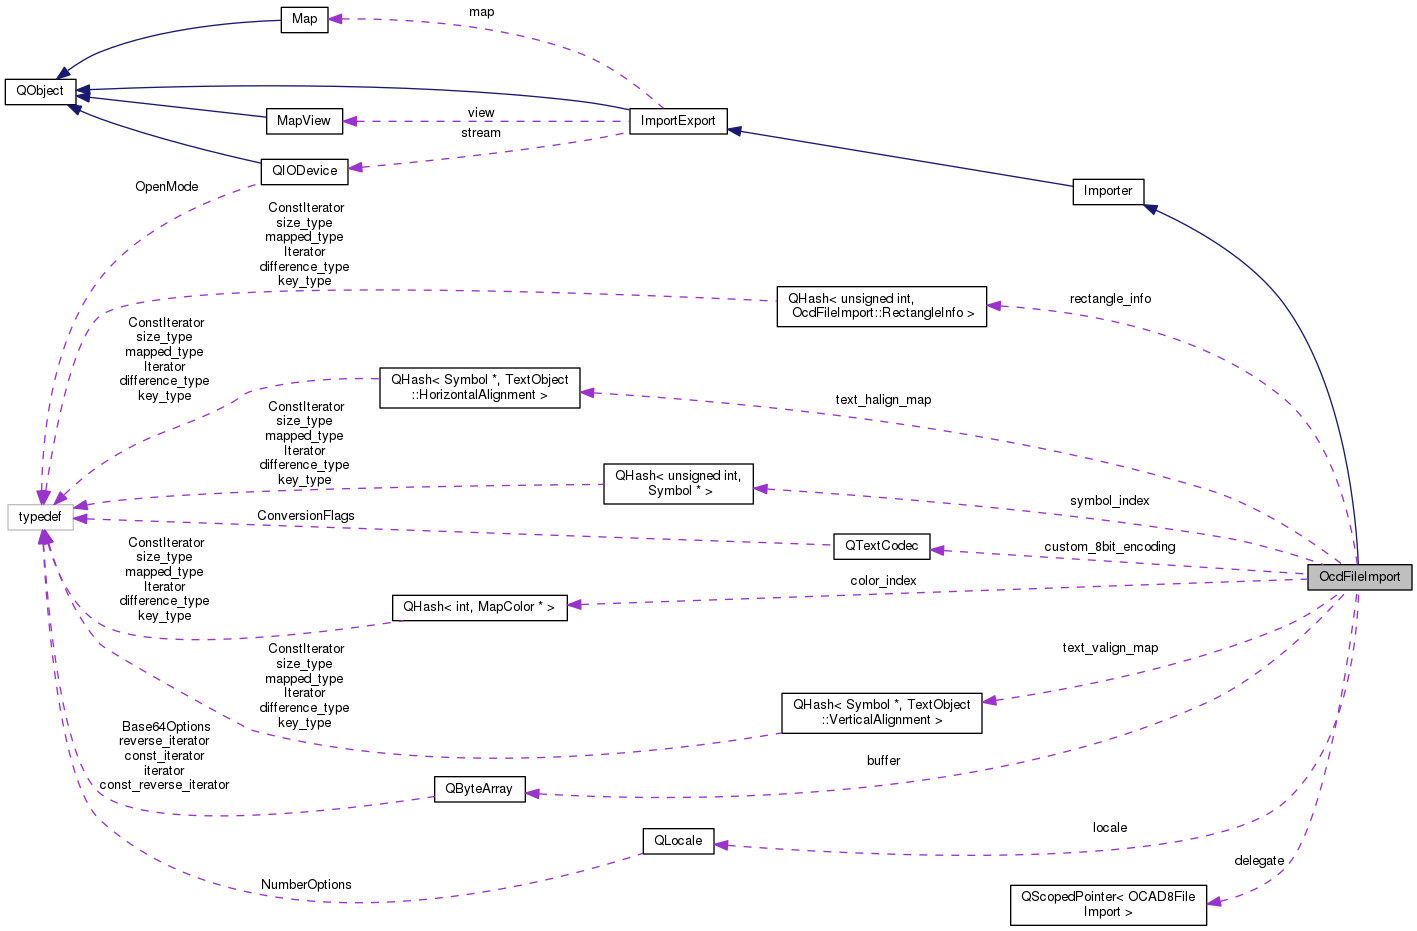 Map
map
QObject
MapView
view
ImportExport
stream
QIODevice
OpenMode
Importer
ConstIterator
size_type
mapped_type
Iterator
difference_type
key_type
QHash< unsigned int,
OcdFileImport::RectangleInfo >
rectangle_info
ConstIterator
size_type
mapped_type
Iterator
difference_type
key_type
QHash< Symbol *, TextObject
::HorizontalAlignment >
text_halign_map
ConstIterator
size_type
mapped_type
Iterator
difference_type
key_type
QHash< unsigned int,
Symbol * >
symbol_index
typedef
ConversionFlags
QTextCodec
custom_8bit_encoding
OcdFileImport
ConstIterator
size_type
mapped_type
Iterator
difference_type
key_type
QHash< int, MapColor * >
color_index
ConstIterator
size_type
mapped_type
Iterator
difference_type
key_type
QHash< Symbol *, TextObject
::VerticalAlignment >
text_valign_map
Base64Options
reverse_iterator
const_iterator
iterator
const_reverse_iterator
QByteArray
buffer
QLocale
locale
NumberOptions
delegate
QScopedPointer< OCAD8File
Import >